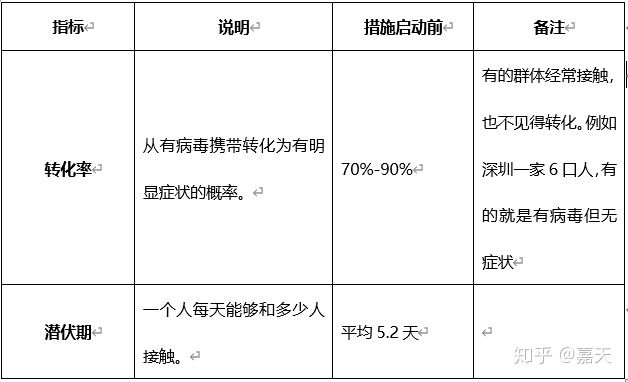 指标 说明 措施启动前 备注
有的群体经常接触，
也不见得转化。例如
从有病毒携带转化为有明
转化率 70%-90%
深圳一家 6 口人，有
显症状的概率。
的就是有病毒但无
症状
一个人每天能够和多少人
潜伏期 平均 5.2 天
接触。
知乎 @嘉天